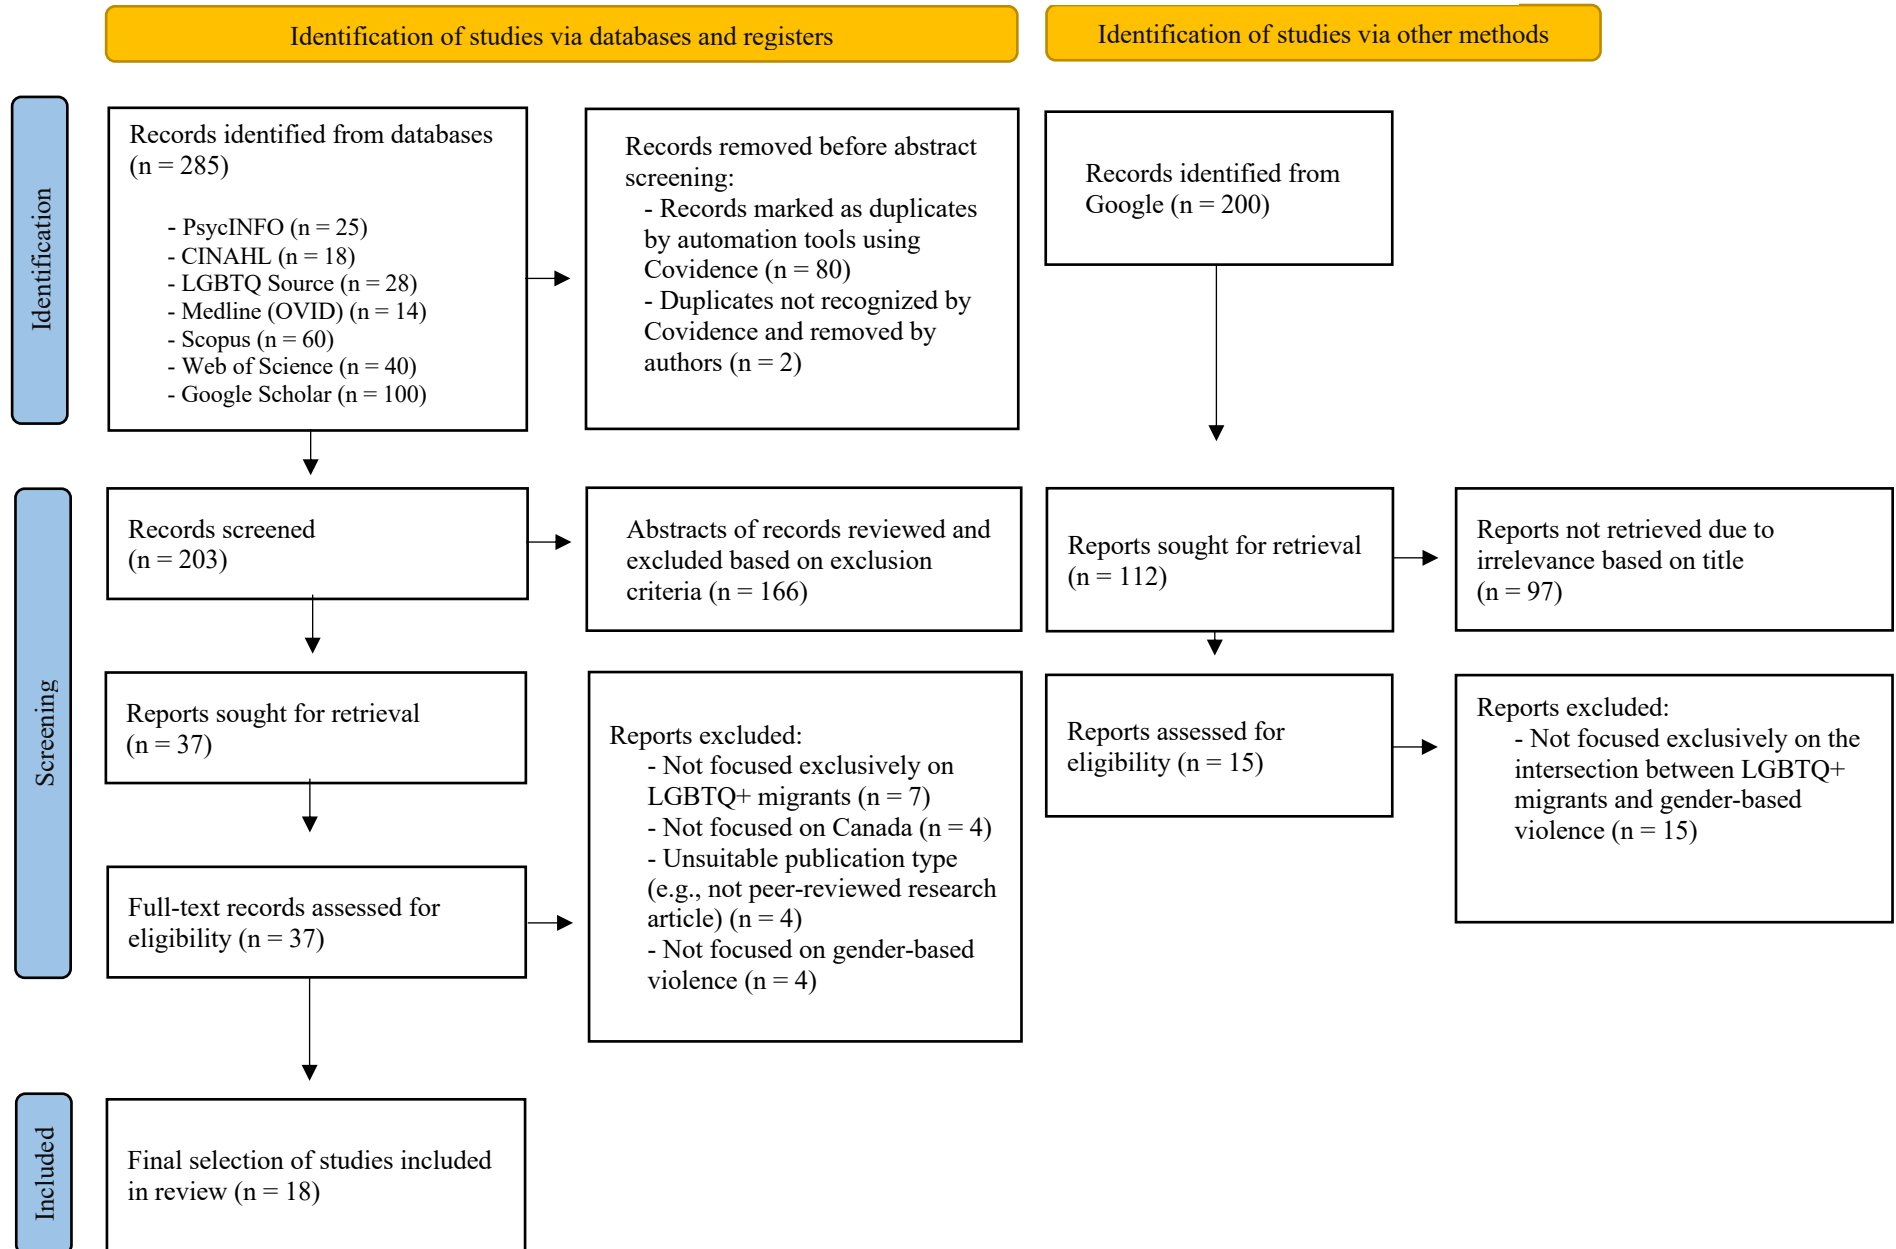 Identification of studies via databases and registers
Identification of studies via other methods
Identification
Records identified from databases
(n = 285)
- PsycINFO (n = 25)
- CINAHL (n = 18)
- LGBTQ Source (n = 28)
- Medline (OVID) (n = 14)
- Scopus (n = 60)
- Web of Science (n = 40)
- Google Scholar (n = 100)
Records removed before abstract
screening:
- Records marked as duplicates
by automation tools using
Covidence (n = 80)
- Duplicates not recognized by
Covidence and removed by
authors (n = 2)
Records identified from
Google (n = 200)
Screening
Records screened
(n = 203)
Abstracts of records reviewed and
excluded based on exclusion
criteria (n = 166)
Reports sought for retrieval
(n = 112)
Reports not retrieved due to
irrelevance based on title
(n = 97)
Reports sought for retrieval
(n = 37)
Reports excluded:
- Not focused exclusively on
LGBTQ+ migrants (n = 7)
- Not focused on Canada (n = 4)
- Unsuitable publication type
(e.g., not peer-reviewed research
article) (n = 4)
- Not focused on gender-based
violence (n = 4)
Reports assessed for
eligibility (n = 15)
Reports excluded:
- Not focused exclusively on the
intersection between LGBTQ+
migrants and gender-based
violence (n = 15)
Full-text records assessed for
eligibility (n = 37)
Included
Final selection of studies included
in review (n = 18)